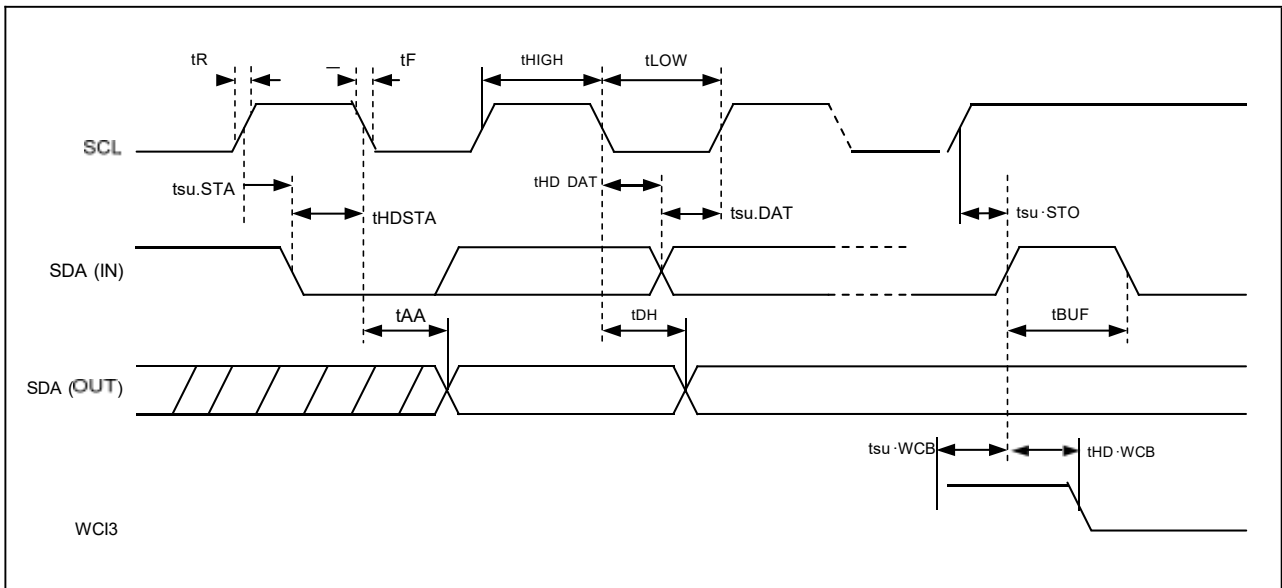 tR
tF
tHIGH
tLOW
SCL
tsu.STA
tHDSTA
tHD DAT
tsu.DAT
tsu·STO
SDA (IN)
tAA
tDH
tBUF
SDA (OUT)
tsu·WCB
tHD·WCB
WCI3